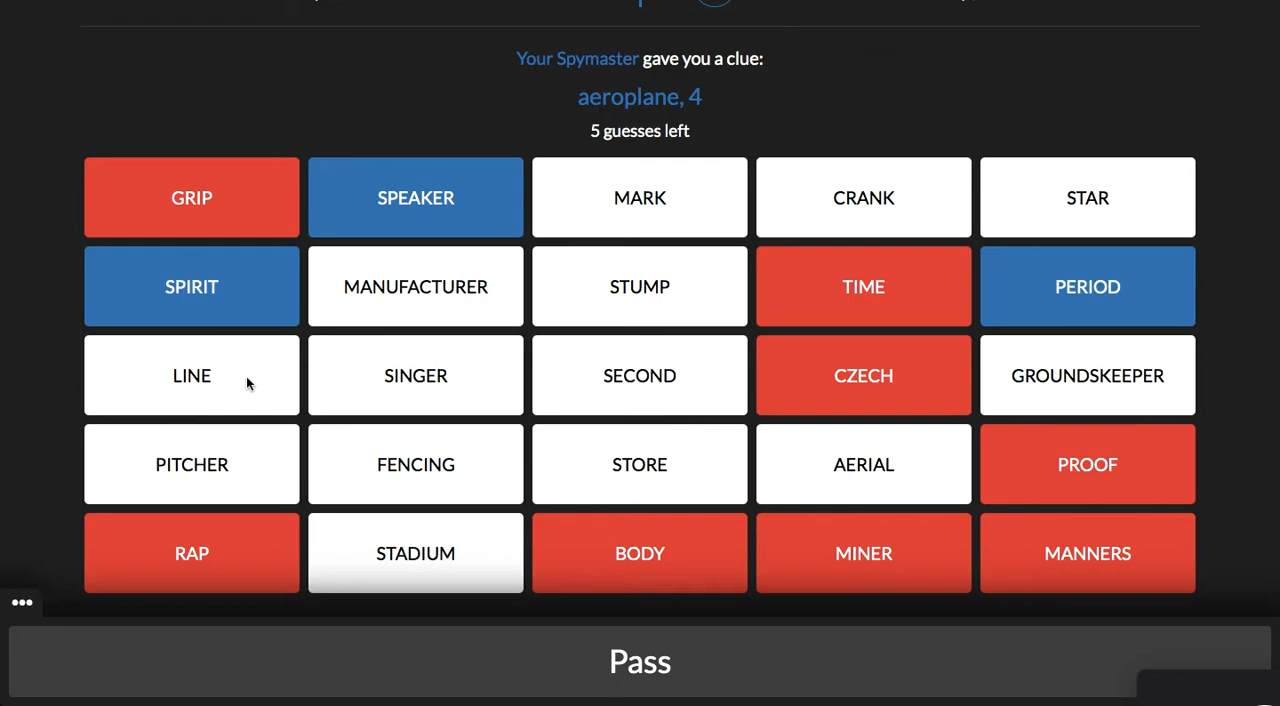 Your Spymaster gave you a clue:
aeroplane, 4
5 guesses left
GRIP SPEAKER MARK CRANK STAR
SPIRIT MANUFACTURER STUMP TIME PERIOD
LINE SINGER SECOND CZECH GROUNDSKEEPER
PITCHER FENCING STORE AERIAL PROOF
RAP STADIUM BODY MINER MANNERS
Pass